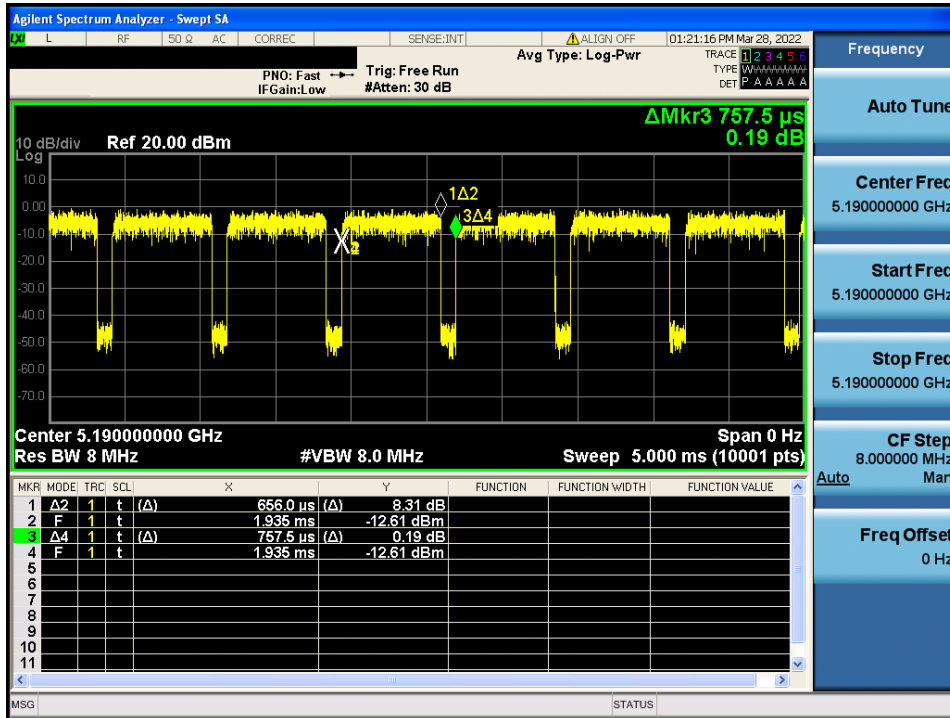 Agilent Spectrum Analyzer - Swept SA
LXI L RF 50 Ω AC CORREC SENSE:INT ALIGN OFF 01:21:16 PM Mar 28, 2022
Avg Type: Log-Pwr
TRACE 1 2 3 4 5 6
TYPE WWWWWW
DET P A A A A A
PNO: Fast
IFGain:Low
Trig: Free Run
#Atten: 30 dB
ΔMkr3 757.5 µs
0.19 dB
10 dB/div Ref 20.00 dBm
Log
10.0
0.00
-10.0
-20.0
-30.0
-40.0
-50.0
-60.0
-70.0
1Δ2
3Δ4
Center 5.190000000 GHz Span 0 Hz
Res BW 8 MHz #VBW 8.0 MHz Sweep 5.000 ms (10001 pts)
MKR MODE TRC SCL X Y FUNCTION FUNCTION WIDTH FUNCTION VALUE
1 Δ2 1 t (Δ) 656.0 µs (Δ) 8.31 dB
2 F 1 t 1.935 ms -12.61 dBm
3 Δ4 1 t (Δ) 757.5 µs (Δ) 0.19 dB
4 F 1 t 1.935 ms -12.61 dBm
5
6
7
8
9
10
11
MSG STATUS
Frequency
Auto Tune
Center Freq
5.190000000 GHz
Start Freq
5.190000000 GHz
Stop Freq
5.190000000 GHz
CF Step
8.000000 MHz
Auto Man
Freq Offset
0 Hz